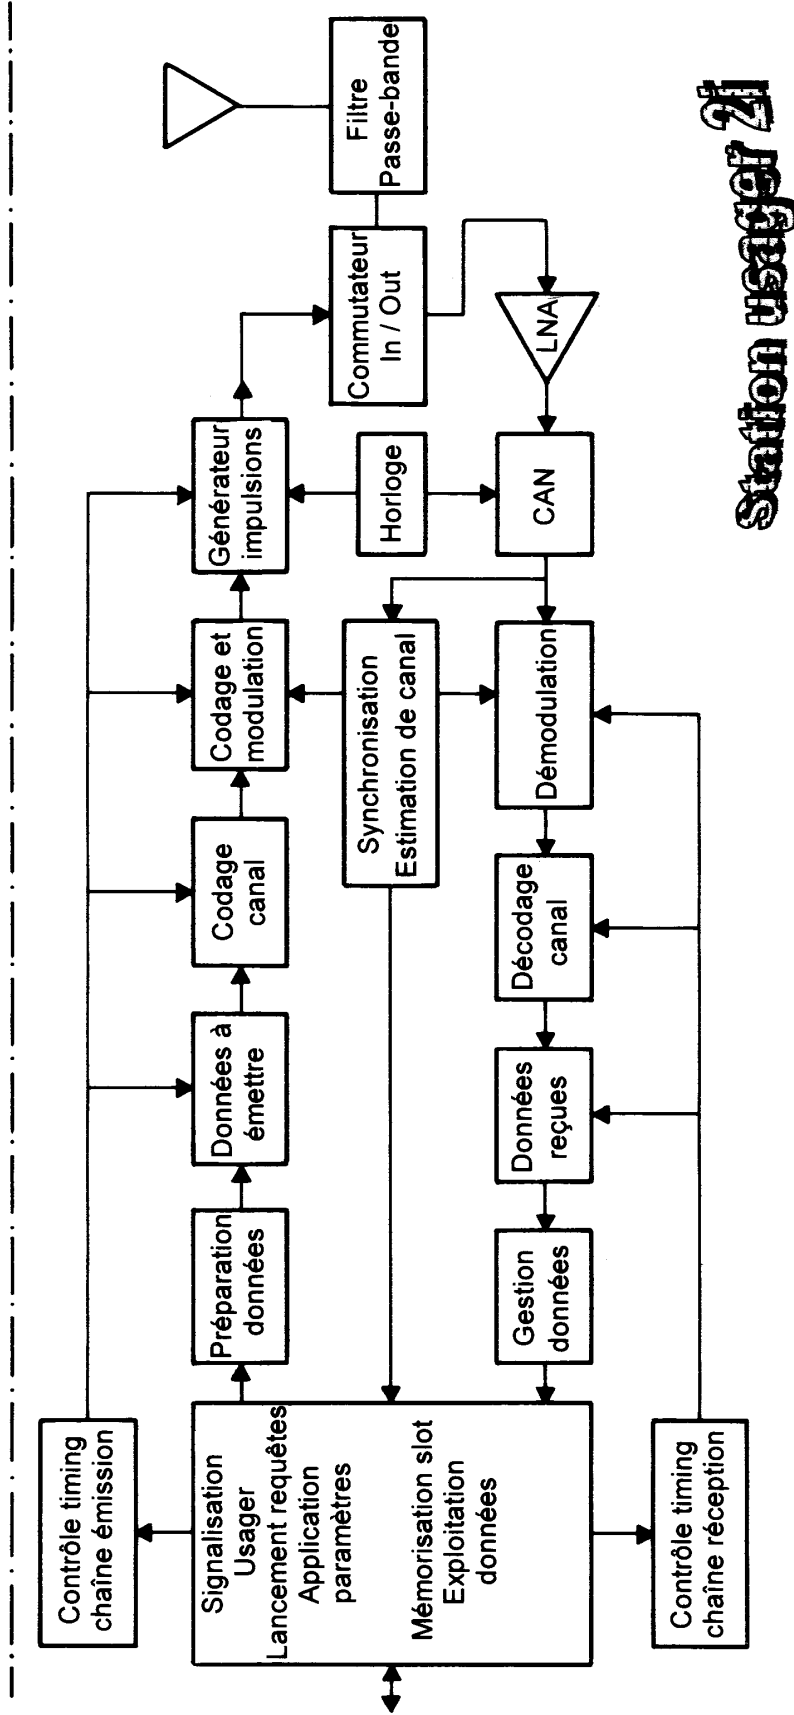 Contrôle timing
chaîne émission
Signalisation
Usager
Lancement requêtes
Application
paramètres
Mémorisation slot
Exploitation
données
Contrôle timing
chaîne réception
Préparation
données
Données à
émettre
Codage
canal
Codage et
modulation
Générateur
impulsions
Synchronisation
Estimation de canal
Horloge
Commutateur
In / Out
Filtre
Passe-bande
LNA
CAN
Démodulation
Décodage
canal
Données
reçues
Gestion
données
Station usager 2i